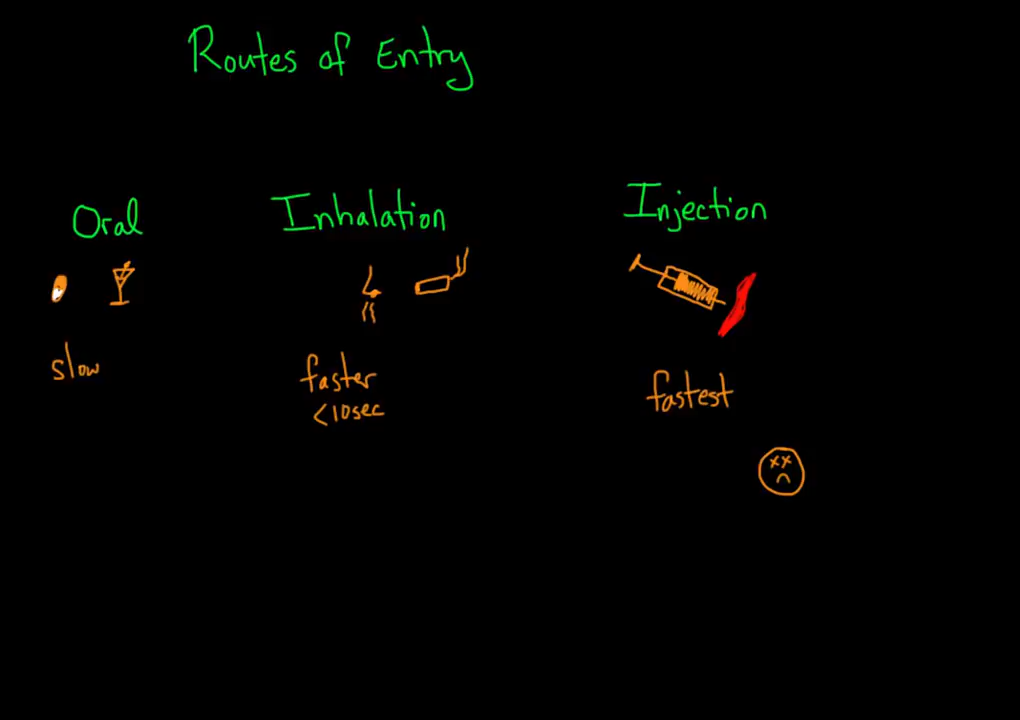 Routes of Entry
Oral
Inhalation
Injection
slow
faster
<10sec
fastest